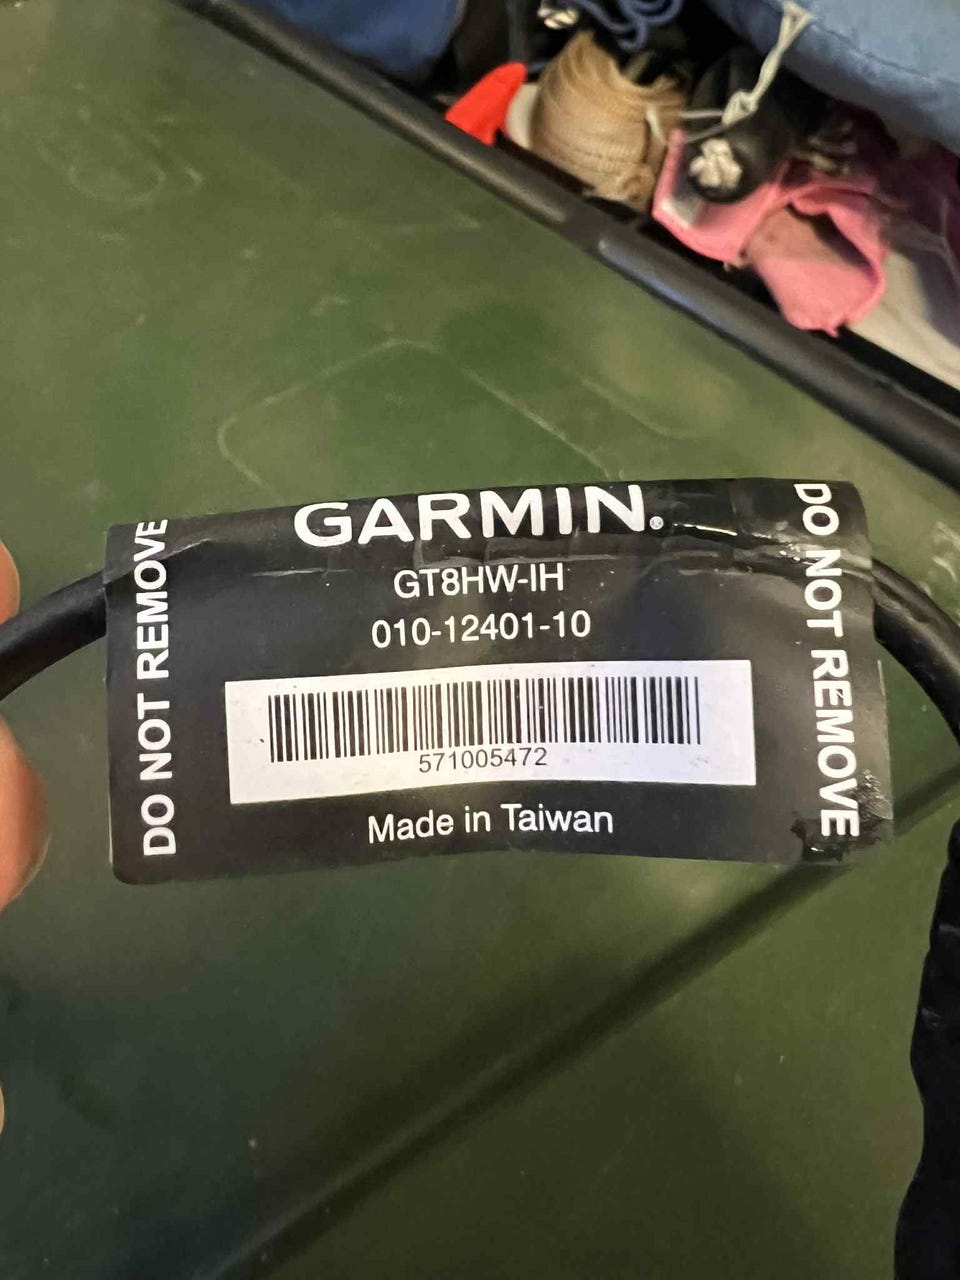 GARMIN®
GT8HW-IH
010-12401-10
571005472
Made in Taiwan
DO NOT REMOVE
DO NOT REMOVE